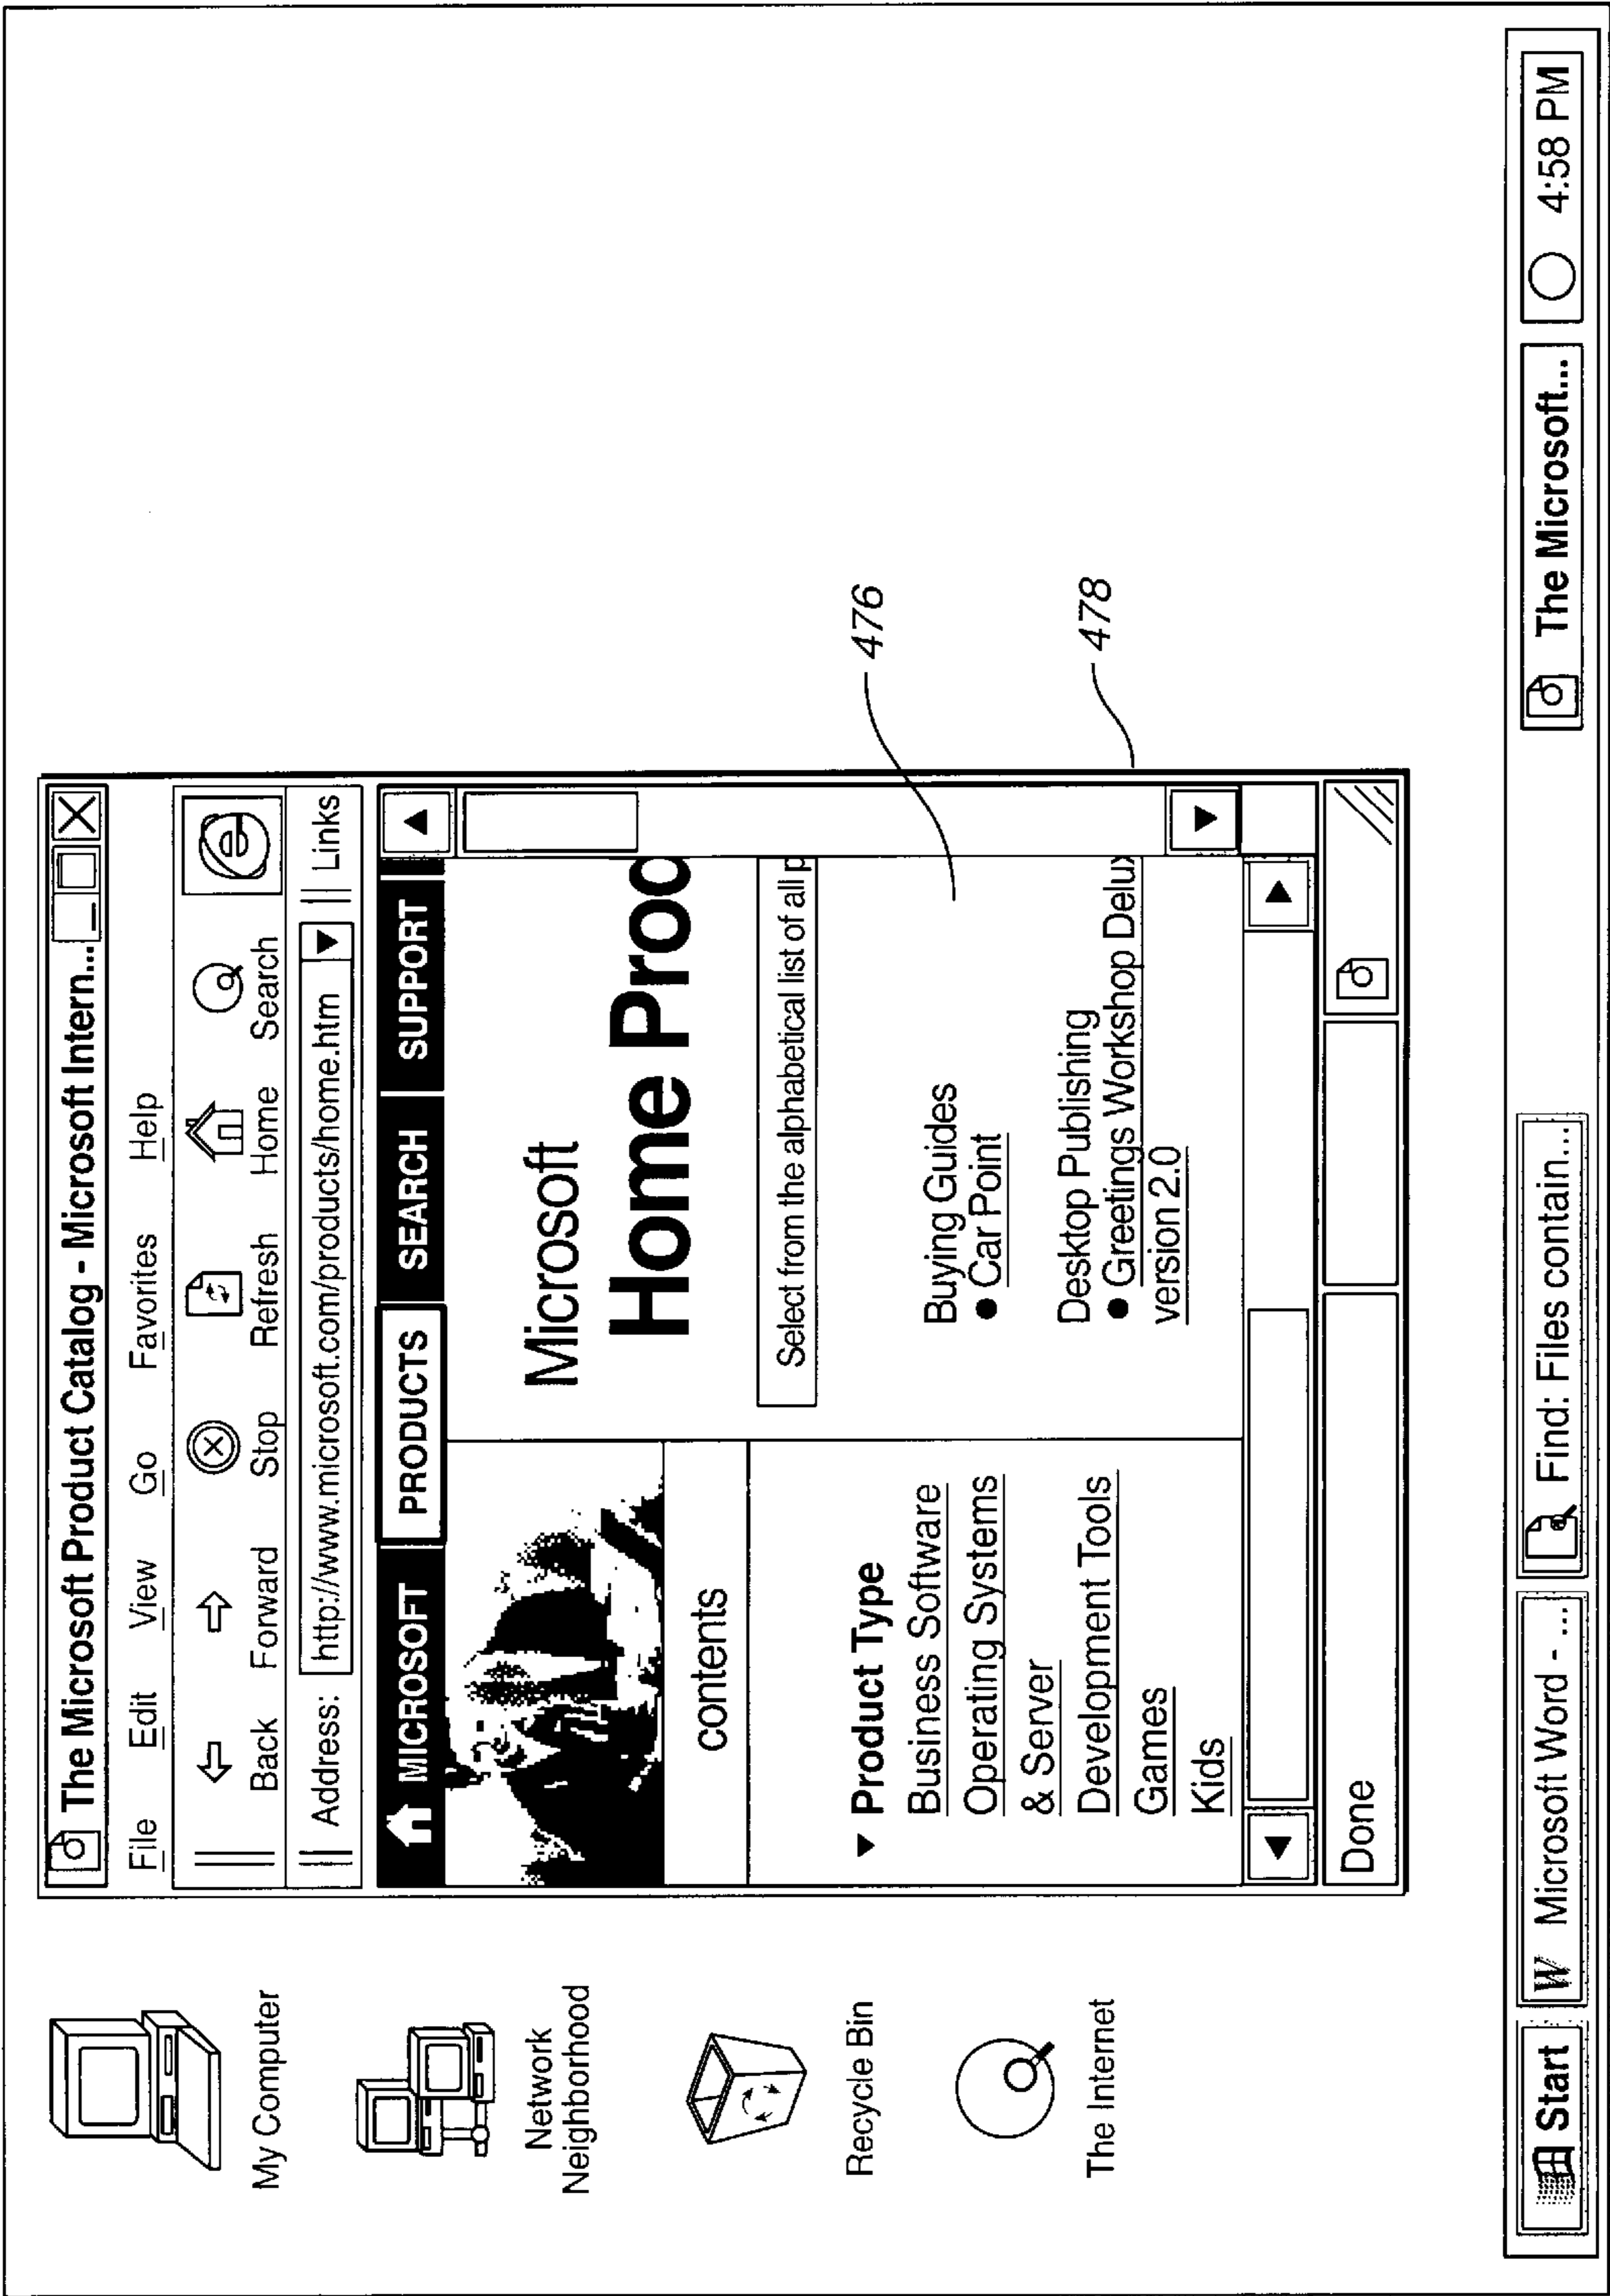 My Computer
Network
Neighborhood
Recycle Bin
The Internet
The Microsoft Product Catalog - Microsoft Intern...
File Edit View Go Favorites Help
Back Forward Stop Refresh Home Search
Address: http://www.microsoft.com/products/home.htm Links
MICROSOFT PRODUCTS SEARCH SUPPORT
contents
▼ Product Type
Business Software
Operating Systems
& Server
Development Tools
Games
Kids
Microsoft
Home Proc
Select from the alphabetical list of all p
Buying Guides
● Car Point
Desktop Publishing
● Greetings Workshop Delux
version 2.0
476
478
Done
Start W Microsoft Word - ... Find: Files contain... The Microsoft... 4:58 PM